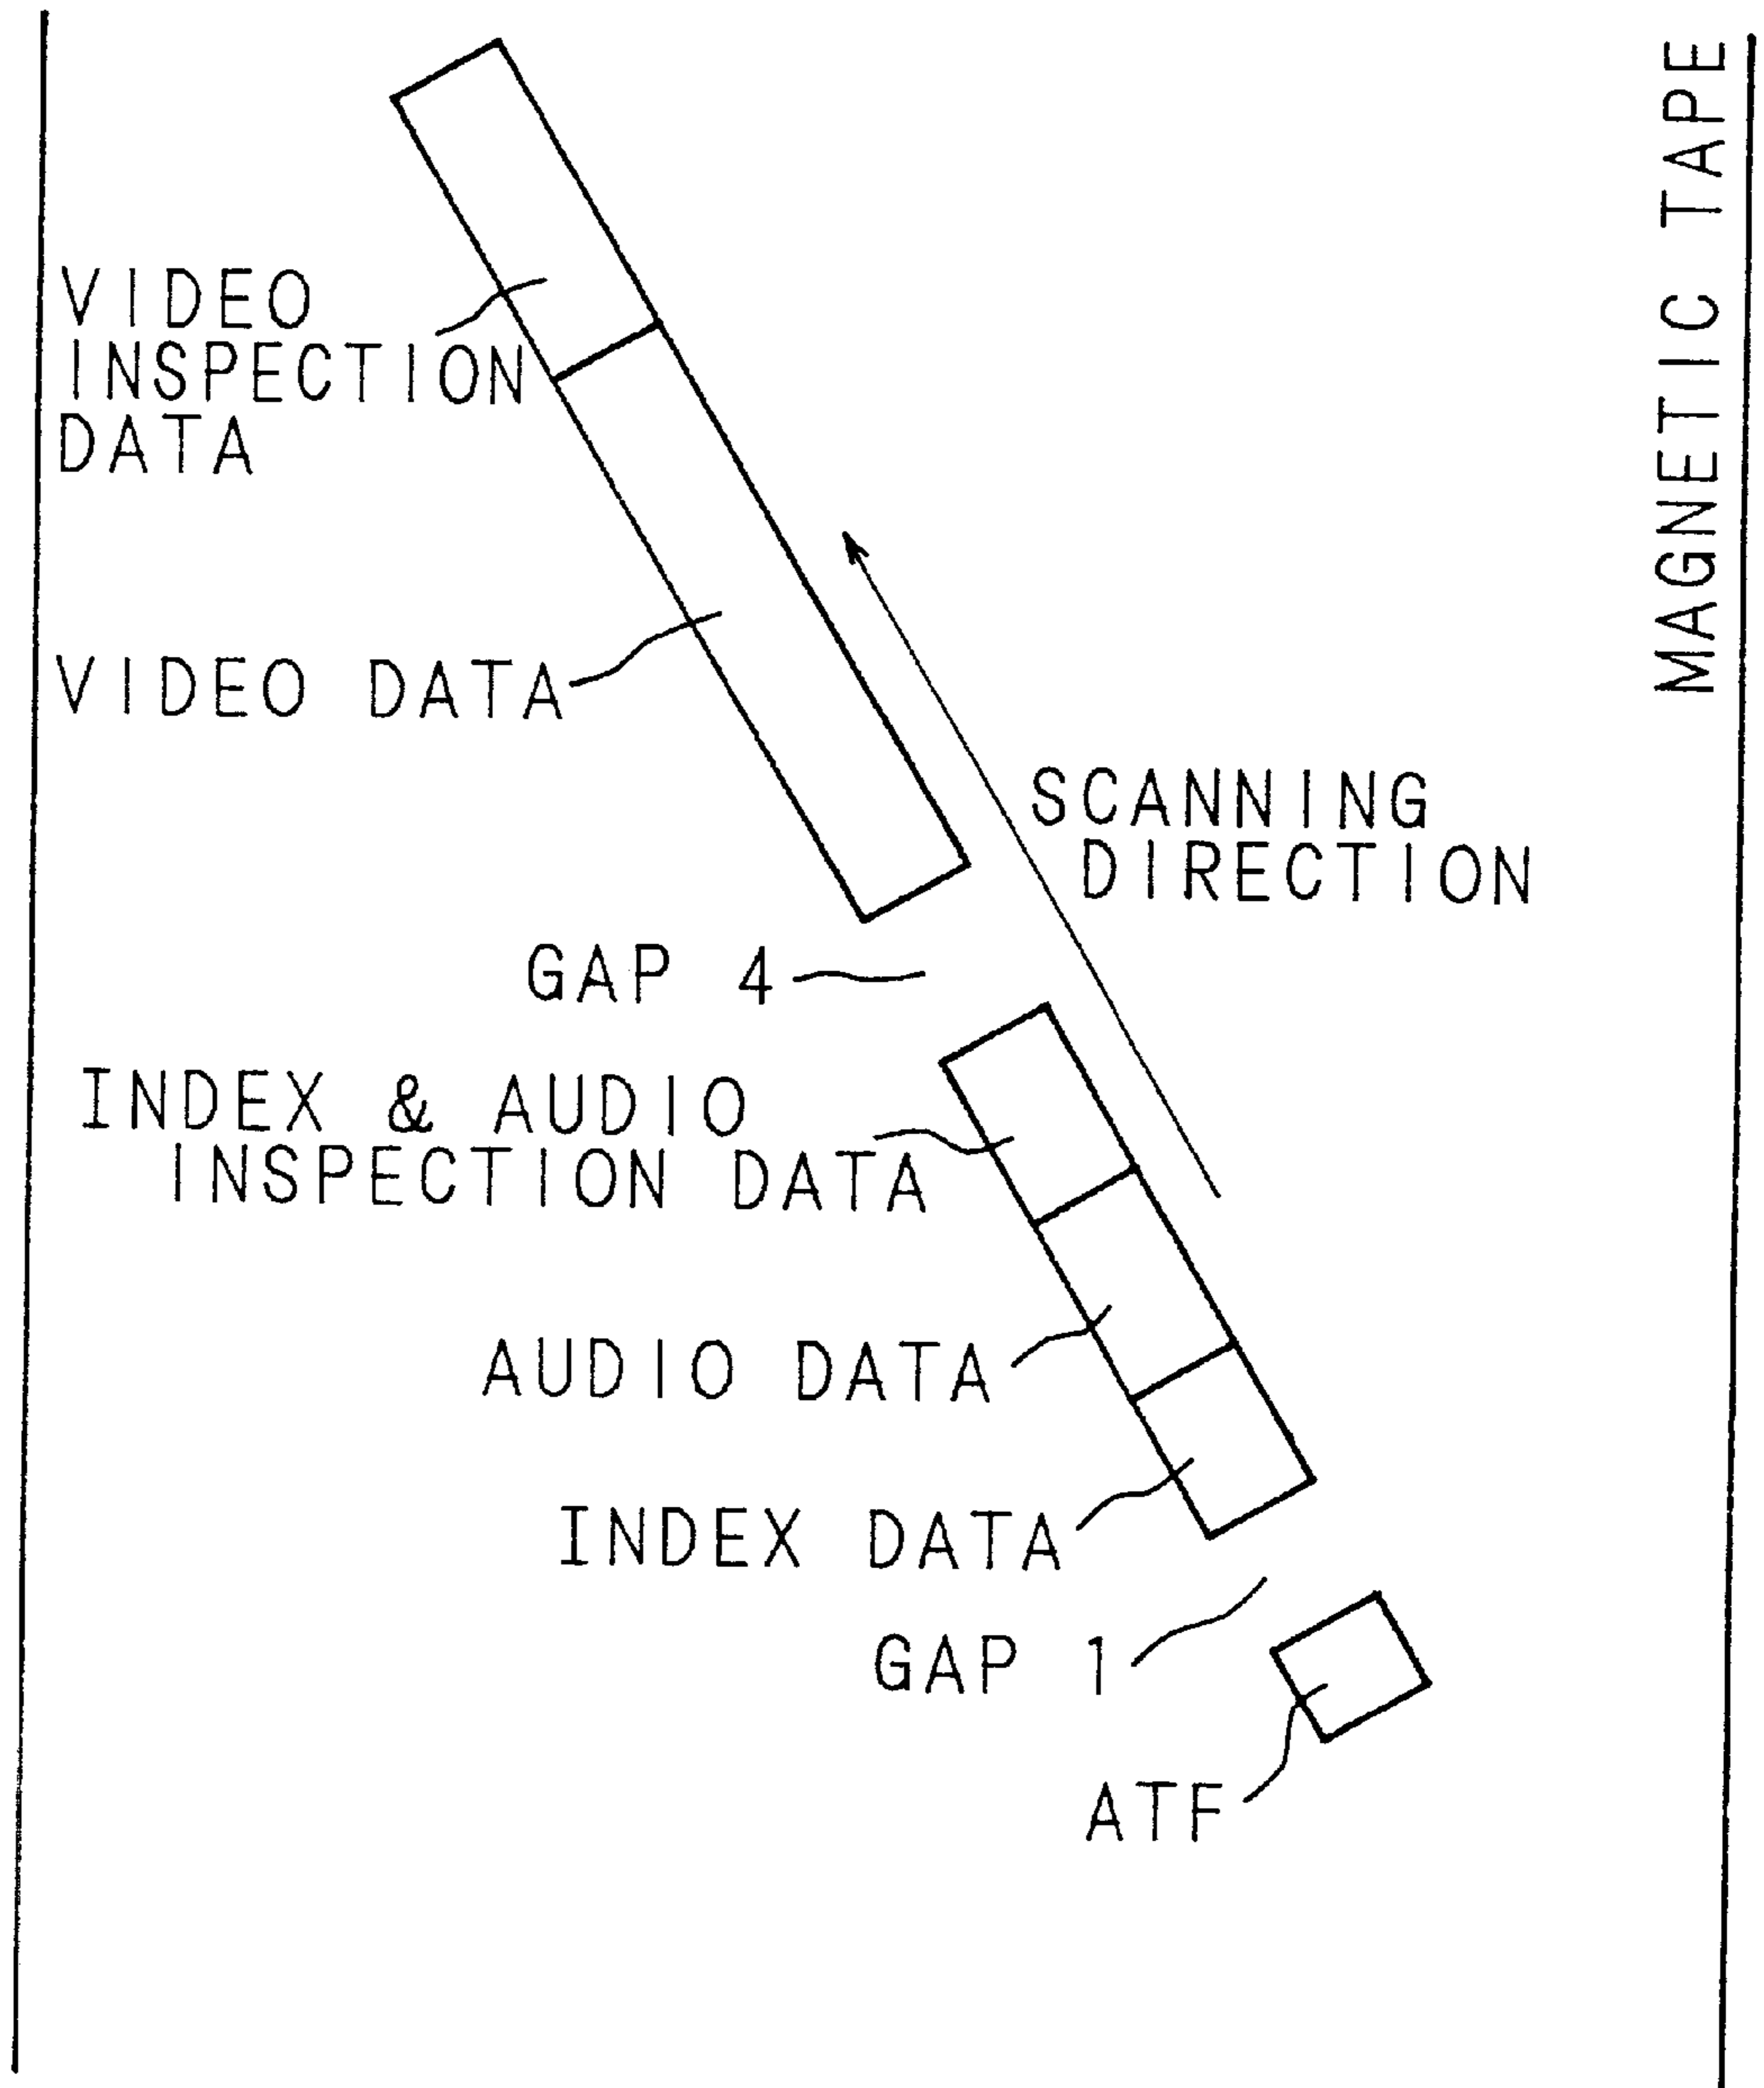 MAGNETIC TAPE
VIDEO
INSPECTION
DATA
VIDEO DATA
SCANNING
DIRECTION
GAP 4
INDEX & AUDIO
INSPECTION DATA
AUDIO DATA
INDEX DATA
GAP 1
ATF